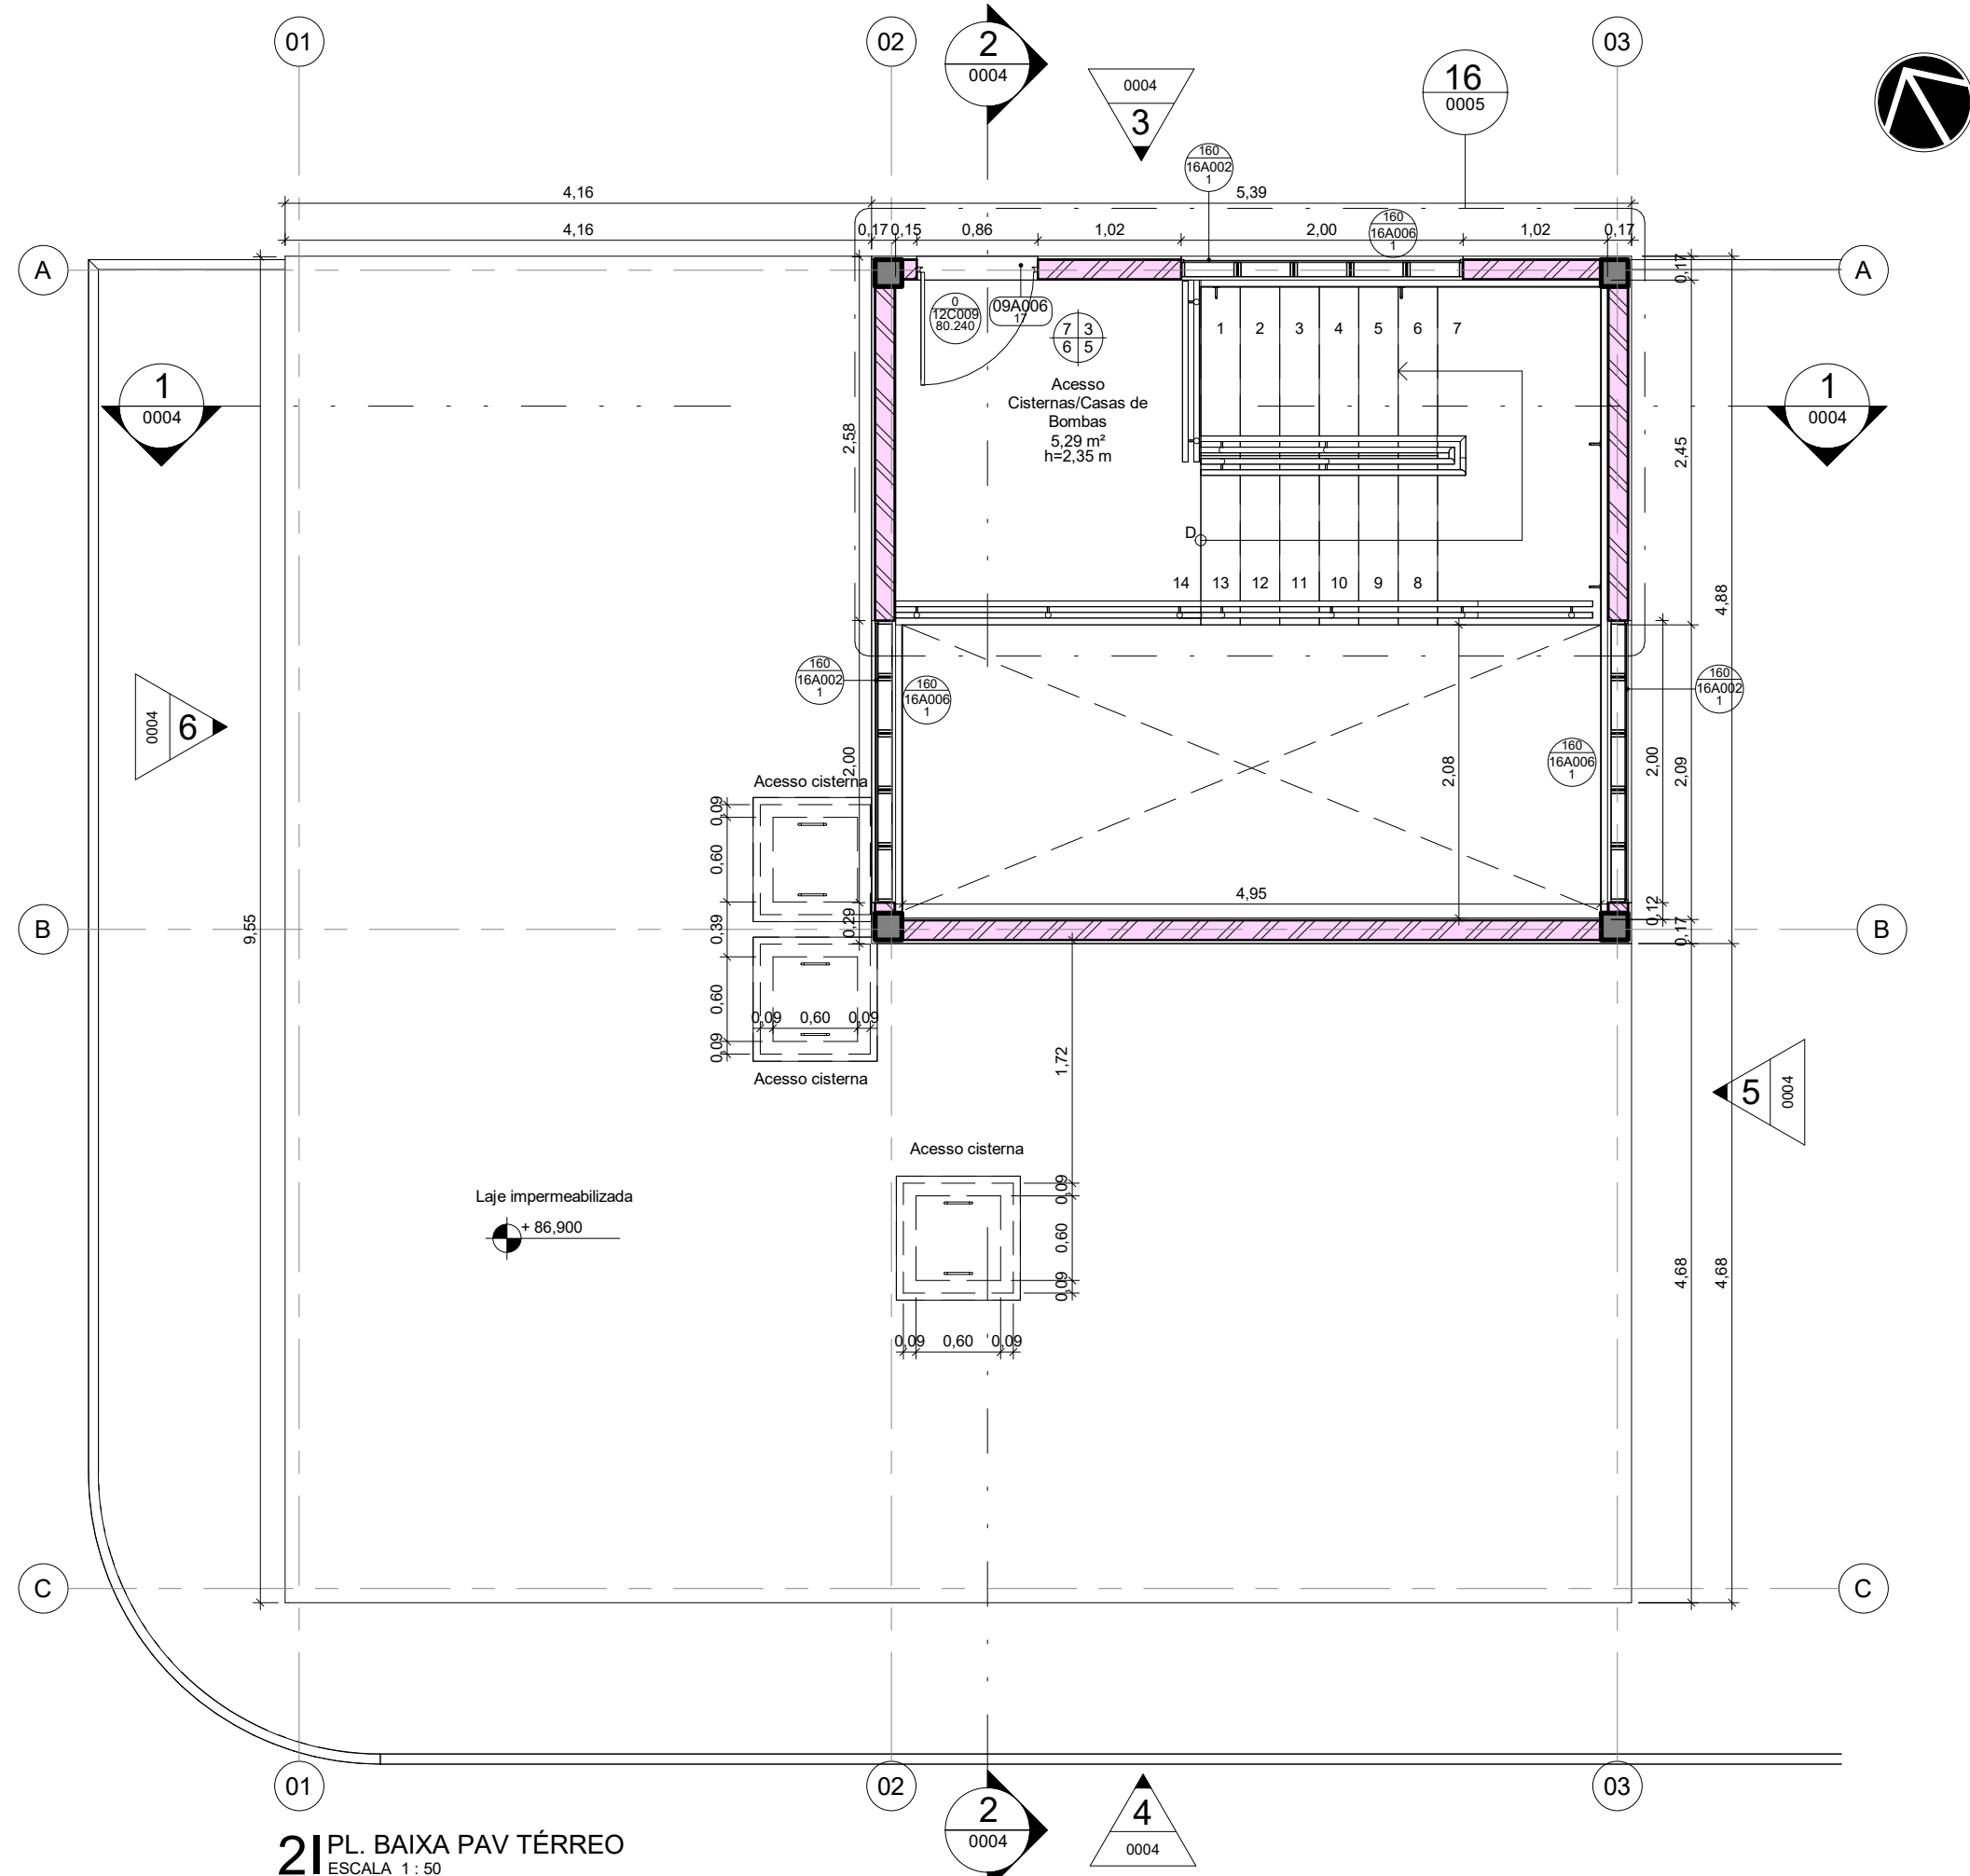 01
02
2
0004
0004
3
16
0005
03
160
16A002
1
4,16
5,39
4,16
0,17
0,15
0,86
1,02
2,00
160
16A006
1
1,02
0,17
A
A
0,17
0
12C009
80.240
09A006
17
7 3
6 5
1 2 3 4 5 6 7
Acesso
Cisternas/Casas de
Bombas
5,29 m²
h=2,35 m
1
0004
1
0004
2,58
2,45
D
14 13 12 11 10 9 8
4,88
160
16A002
1
160
16A006
1
160
16A002
1
0004
6
2,00
2,08
160
16A006
1
2,00
2,09
Acesso cisterna
0,09
0,60
0,39
0,29
4,95
0,12
0,17
B
9,55
B
0,60
0,09
0,09 0,60 0,09
Acesso cisterna
1,72
5
0004
Acesso cisterna
0,09
0,60
0,09
Laje impermeabilizada
+ 86,900
4,68
4,68
0,09 0,60 0,09
C
C
01
02
03
2
0004
4
0004
2
PL. BAIXA PAV TÉRREO
ESCALA 1 : 50